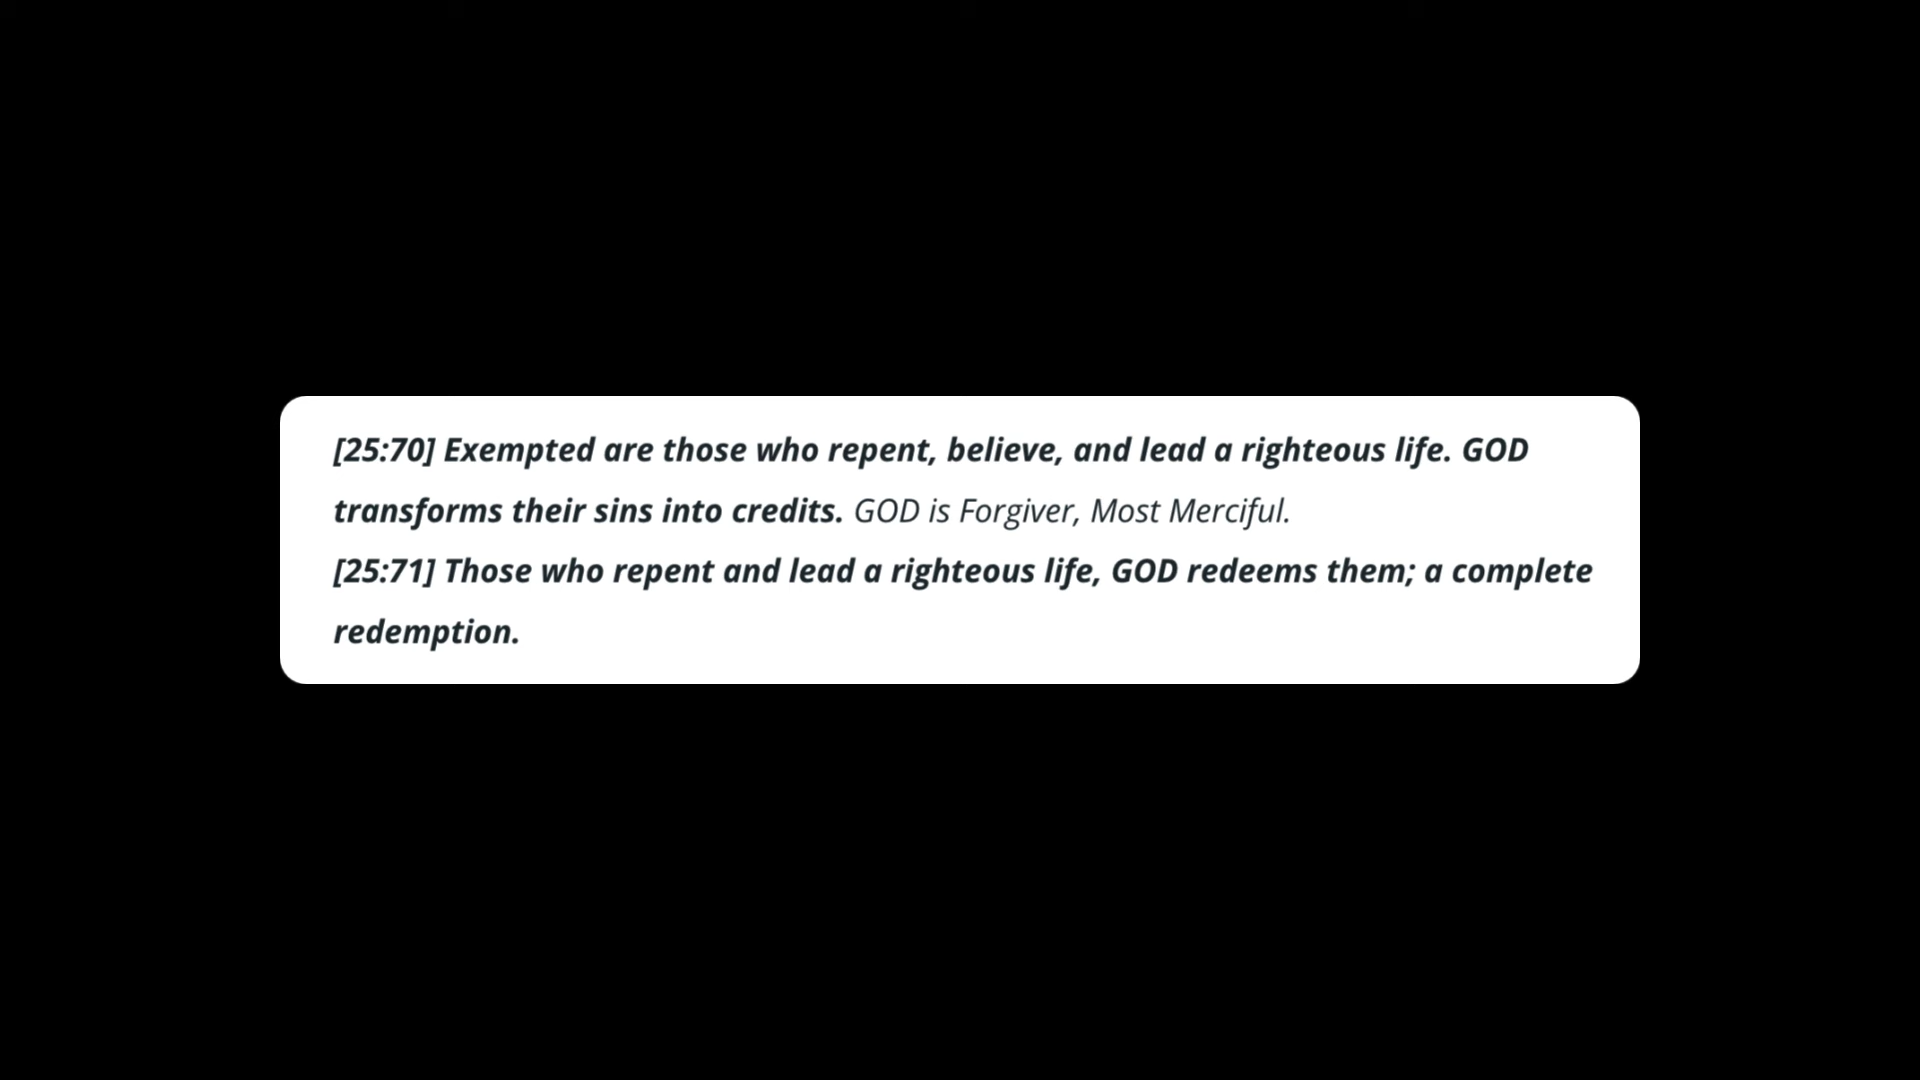 [25:70] Exempted are those who repent, believe, and lead a righteous life. GOD
transforms their sins into credits. GOD is Forgiver, Most Merciful.
[25:71] Those who repent and lead a righteous life, GOD redeems them; a complete
redemption.